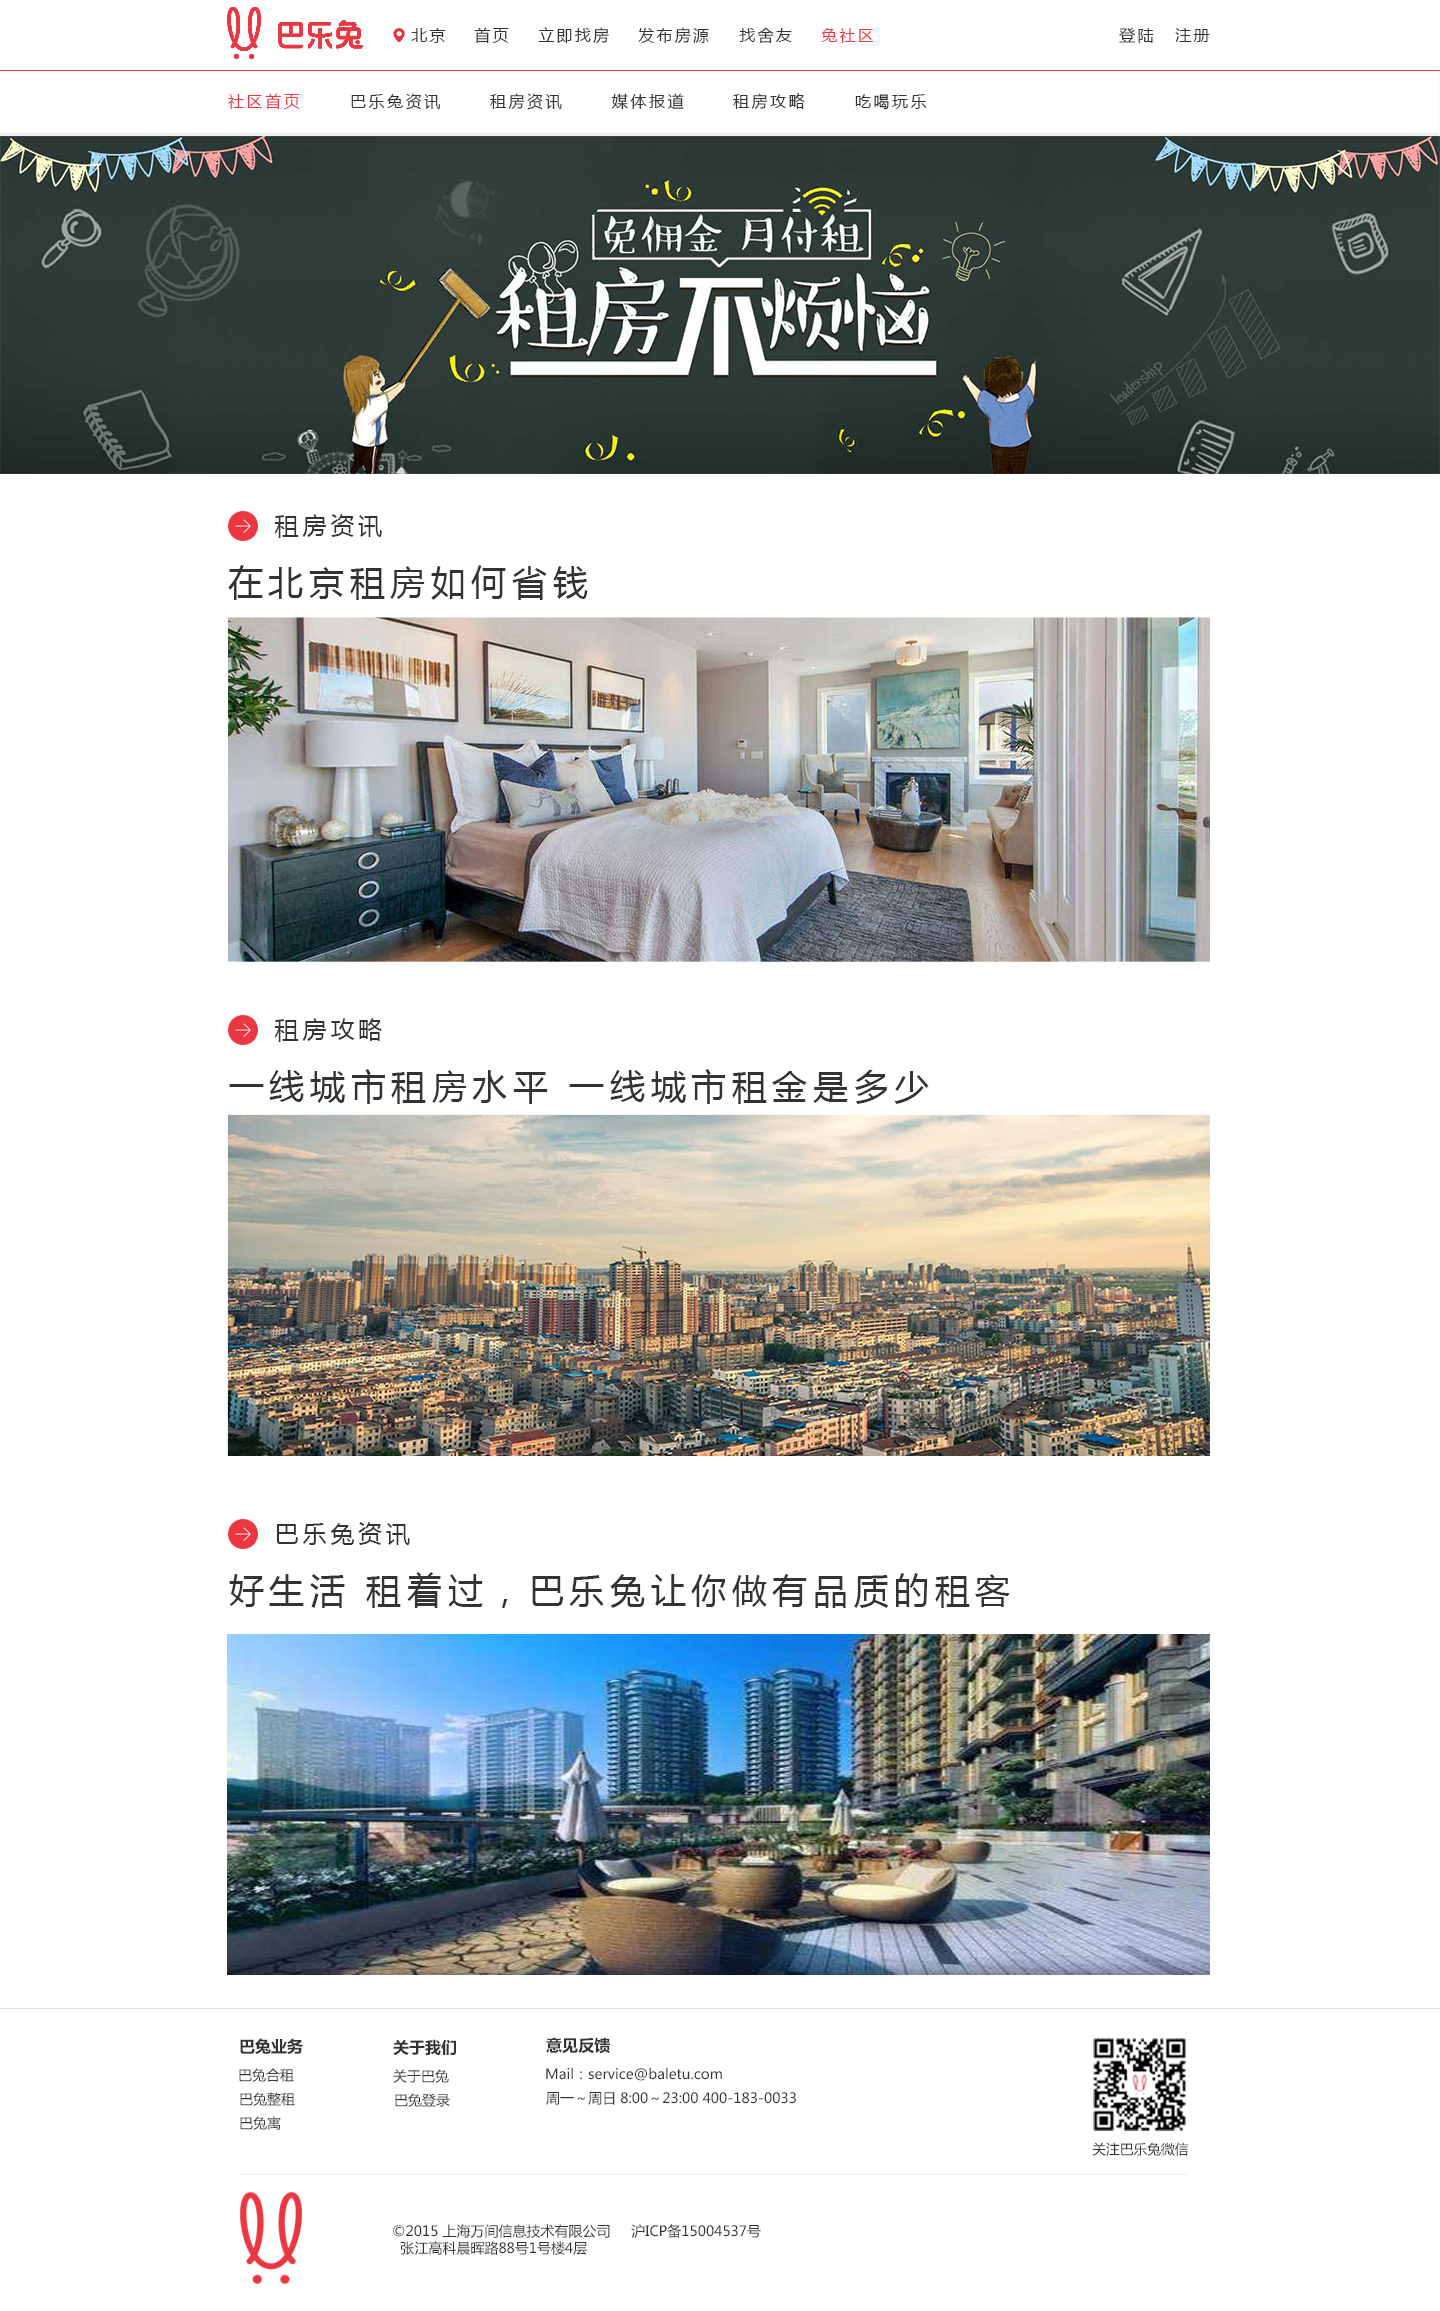 巴乐兔 北京 首页 立即找房 发布房源 找舍友 兔社区 登陆 注册
社区首页 巴乐兔资讯 租房资讯 媒体报道 租房攻略 吃喝玩乐
免佣金 月付租
租房不烦恼
leadership
租房资讯
在北京租房如何省钱
租房攻略
一线城市租房水平 一线城市租金是多少
巴乐兔资讯
好生活 租着过，巴乐兔让你做有品质的租客
巴兔业务
巴兔合租
巴兔整租
巴兔寓
关于我们
关于巴兔
巴兔登录
意见反馈
Mail：service@baletu.com
周一～周日 8:00～23:00 400-183-0033
关注巴乐兔微信
©2015 上海万间信息技术有限公司 沪ICP备15004537号
张江高科晨晖路88号1号楼4层